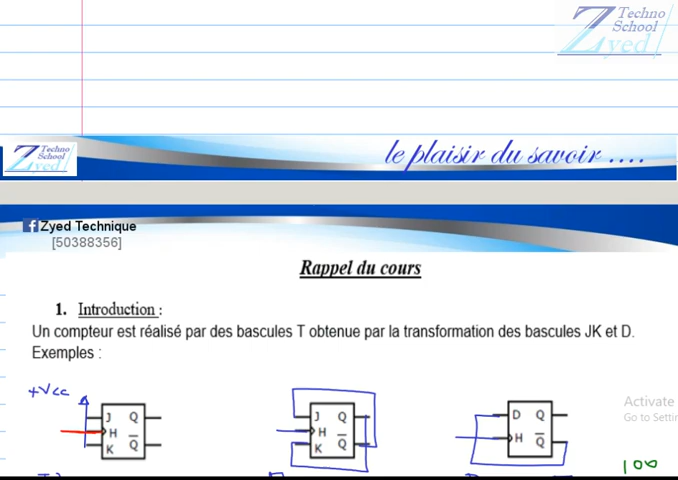 Techno
School
Zyed
Techno
School
Zyed
le plaisir du savoir ....
Zyed Technique
[50388356]
Rappel du cours
1. Introduction :
Un compteur est réalisé par des bascules T obtenue par la transformation des bascules JK et D.
Exemples :
+Vcc
J Q
H
K Q̅
J Q
H
K Q̅
D Q
H Q̅
Activate
Go to Settin
100